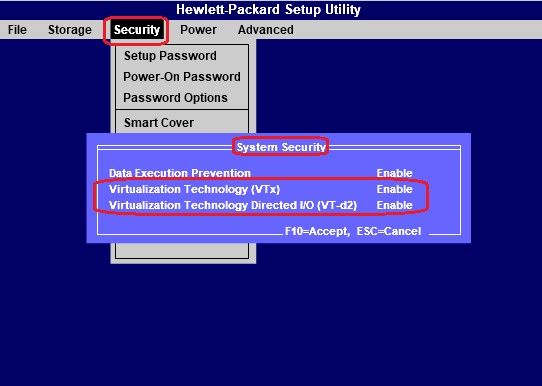 Hewlett-Packard Setup Utility
File Storage Security Power Advanced
Setup Password
Power-On Password
Password Options
Smart Cover
System Security
Data Execution Prevention Enable
Virtualization Technology (VTx) Enable
Virtualization Technology Directed I/O (VT-d2) Enable
F10=Accept, ESC=Cancel